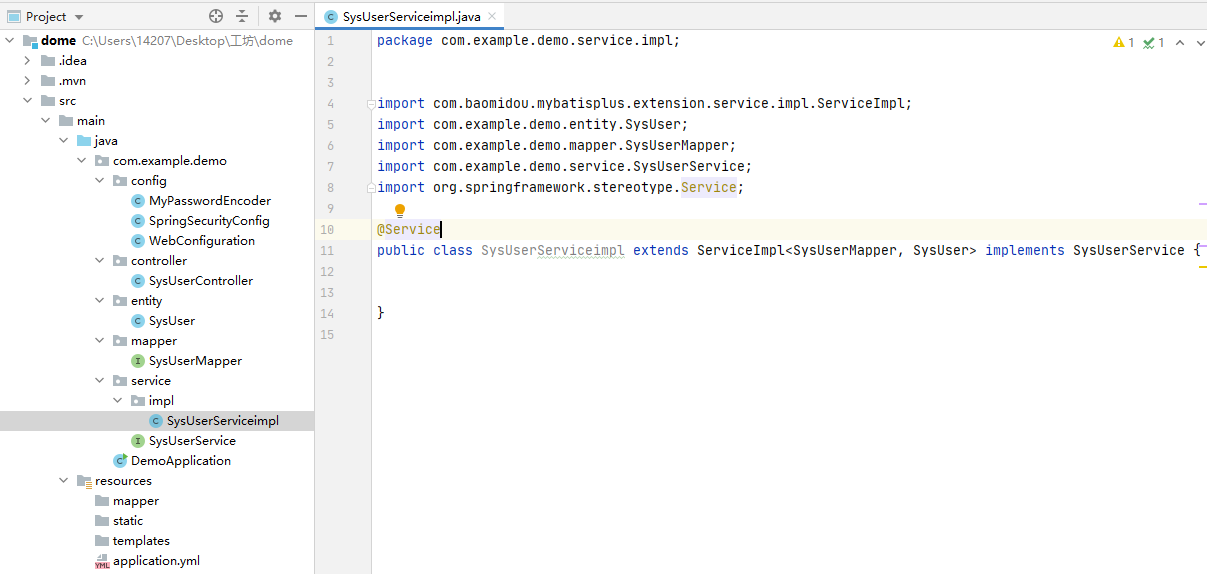 Project
SysUserServiceimpl.java
dome C:\Users\14207\Desktop\工坊\dome
.idea
.mvn
src
main
java
com.example.demo
config
MyPasswordEncoder
SpringSecurityConfig
WebConfiguration
controller
SysUserController
entity
SysUser
mapper
SysUserMapper
service
impl
SysUserServiceimpl
SysUserService
DemoApplication
resources
mapper
static
templates
YML application.yml
1 package com.example.demo.service.impl;
2
3
4 import com.baomidou.mybatisplus.extension.service.impl.ServiceImpl;
5 import com.example.demo.entity.SysUser;
6 import com.example.demo.mapper.SysUserMapper;
7 import com.example.demo.service.SysUserService;
8 import org.springframework.stereotype.Service;
9
10 @Service
11 public class SysUserServiceimpl extends ServiceImpl<SysUserMapper, SysUser> implements SysUserService {
12
13
14 }
15
1 1